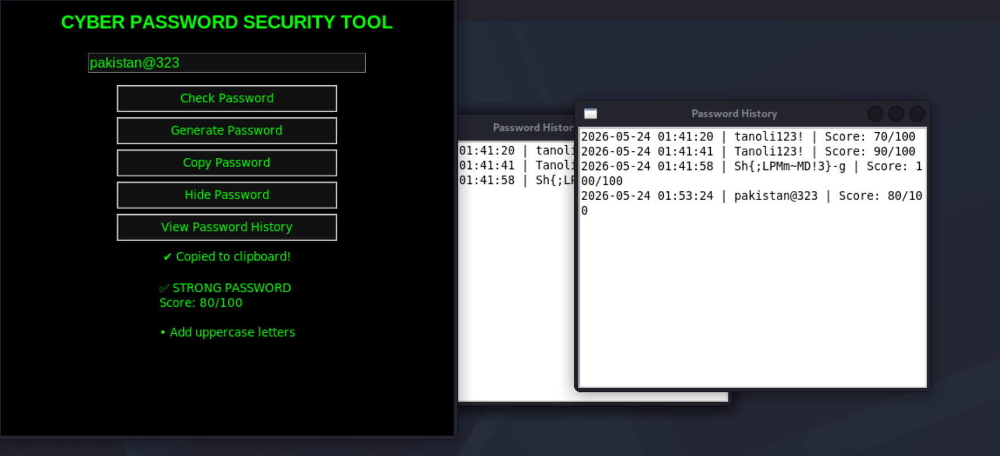 CYBER PASSWORD SECURITY TOOL
pakistan@323
Check Password
Generate Password
Copy Password
Hide Password
View Password History
✔ Copied to clipboard!
✅ STRONG PASSWORD
Score: 80/100
• Add uppercase letters
Password Histor
01:41:20 | tanoli
01:41:41 | Tanoli
01:41:58 | Sh{;LP
Password History
2026-05-24 01:41:20 | tanoli123! | Score: 70/100
2026-05-24 01:41:41 | Tanoli123! | Score: 90/100
2026-05-24 01:41:58 | Sh{;LPMm~MD!3}-g | Score: 1
00/100
2026-05-24 01:53:24 | pakistan@323 | Score: 80/10
0